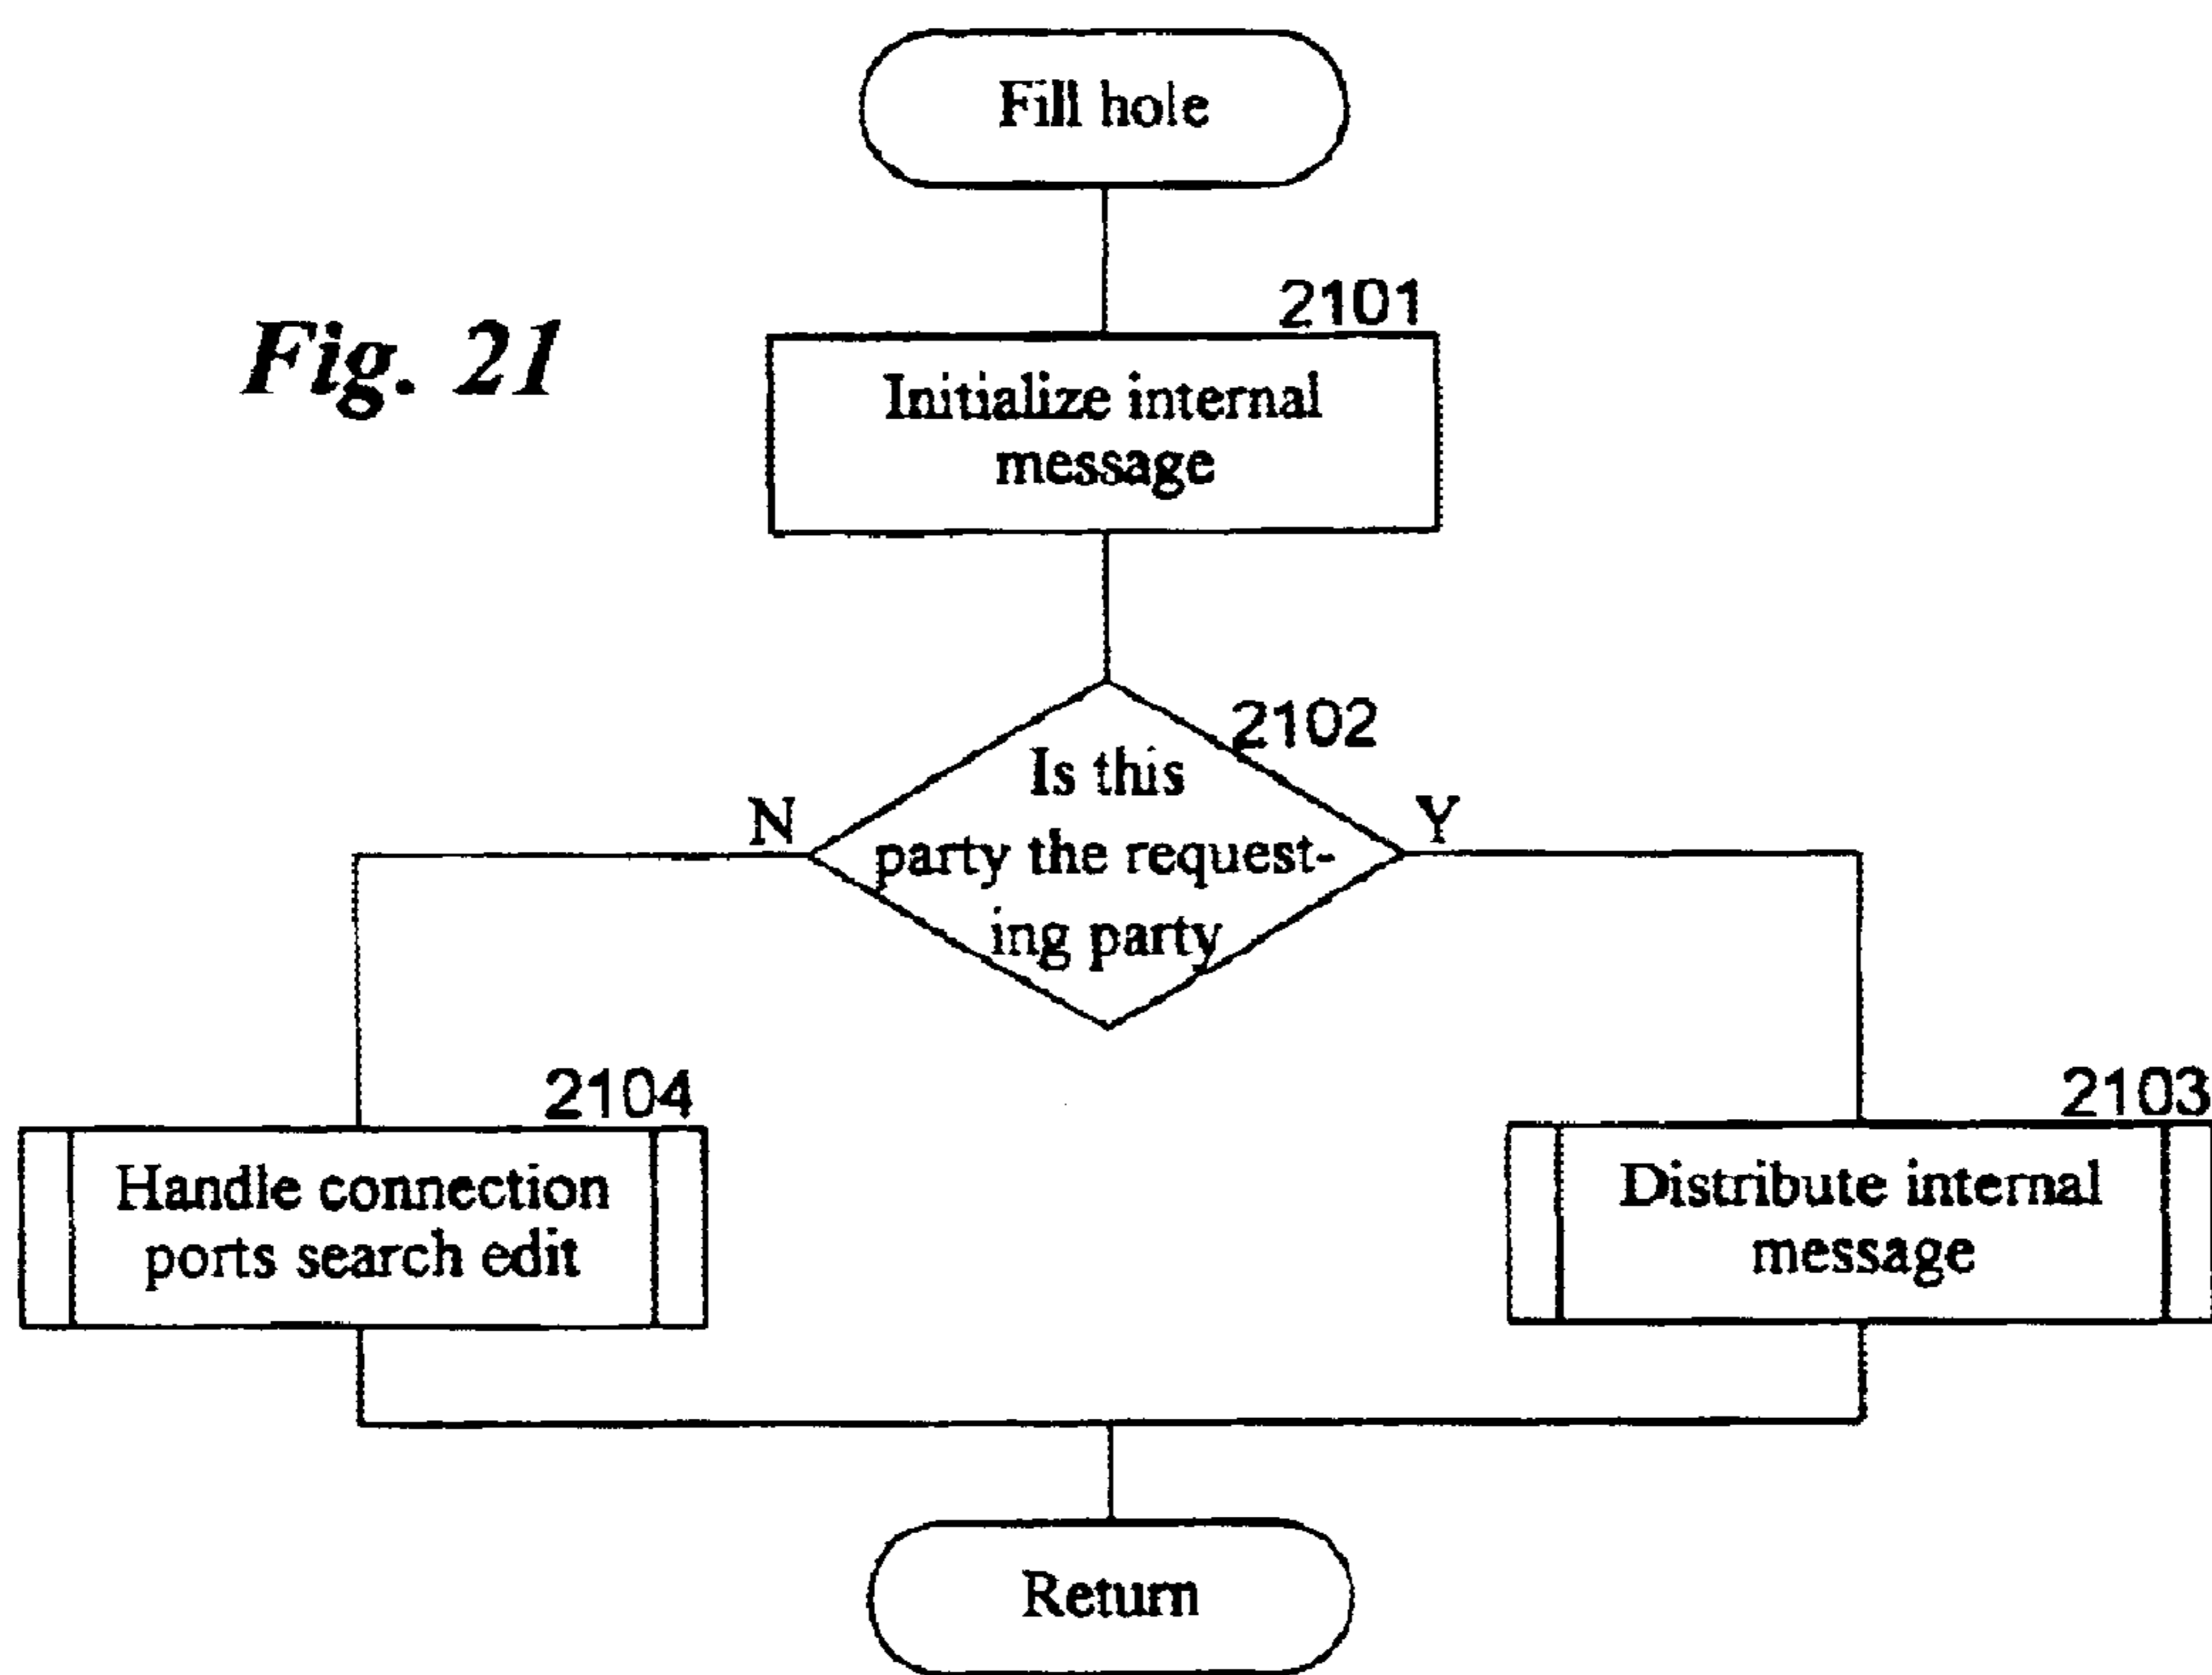 Fill hole
Fig. 21
2101
Initialize internal
message
2102
Is this
party the request-
ing party
N
Y
2104
Handle connection
ports search edit
2103
Distribute internal
message
Return